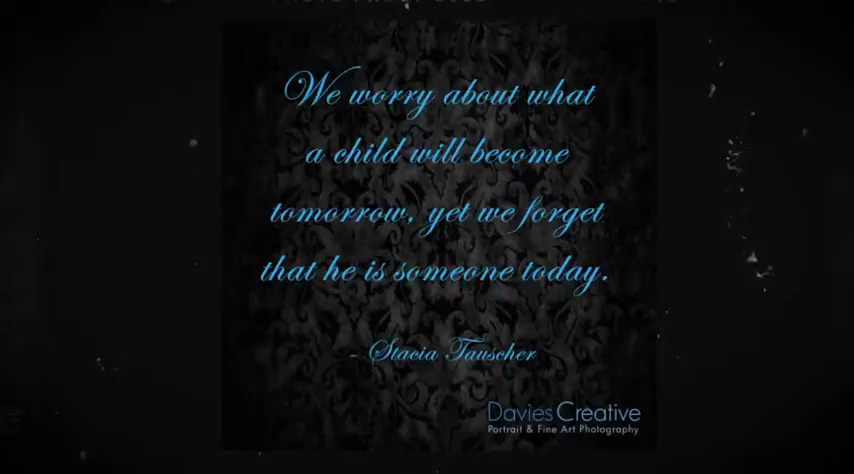 We worry about what
a child will become
tomorrow, yet we forget
that he is someone today.
- Stacia Tauscher
Davies Creative
Portrait & Fine Art Photography